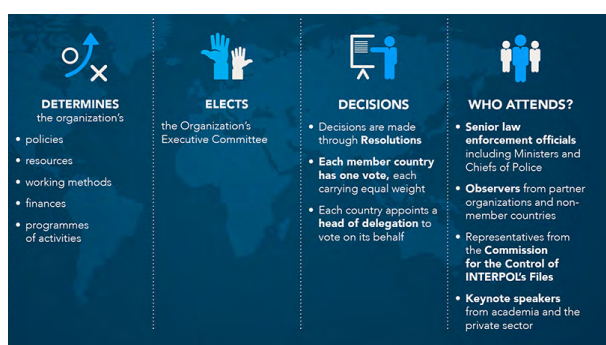 DETERMINES
the organization's
• policies
• resources
• working methods
• finances
• programmes
of activities
ELECTS
the Organization's
Executive Committee
DECISIONS
• Decisions are made
through Resolutions
• Each member country
has one vote, each
carrying equal weight
• Each country appoints a
head of delegation to
vote on its behalf
WHO ATTENDS?
• Senior law
enforcement officials
including Ministers and
Chiefs of Police
• Observers from partner
organizations and non-
member countries
• Representatives from
the Commission
for the Control of
INTERPOL's Files
• Keynote speakers
from academia and the
private sector